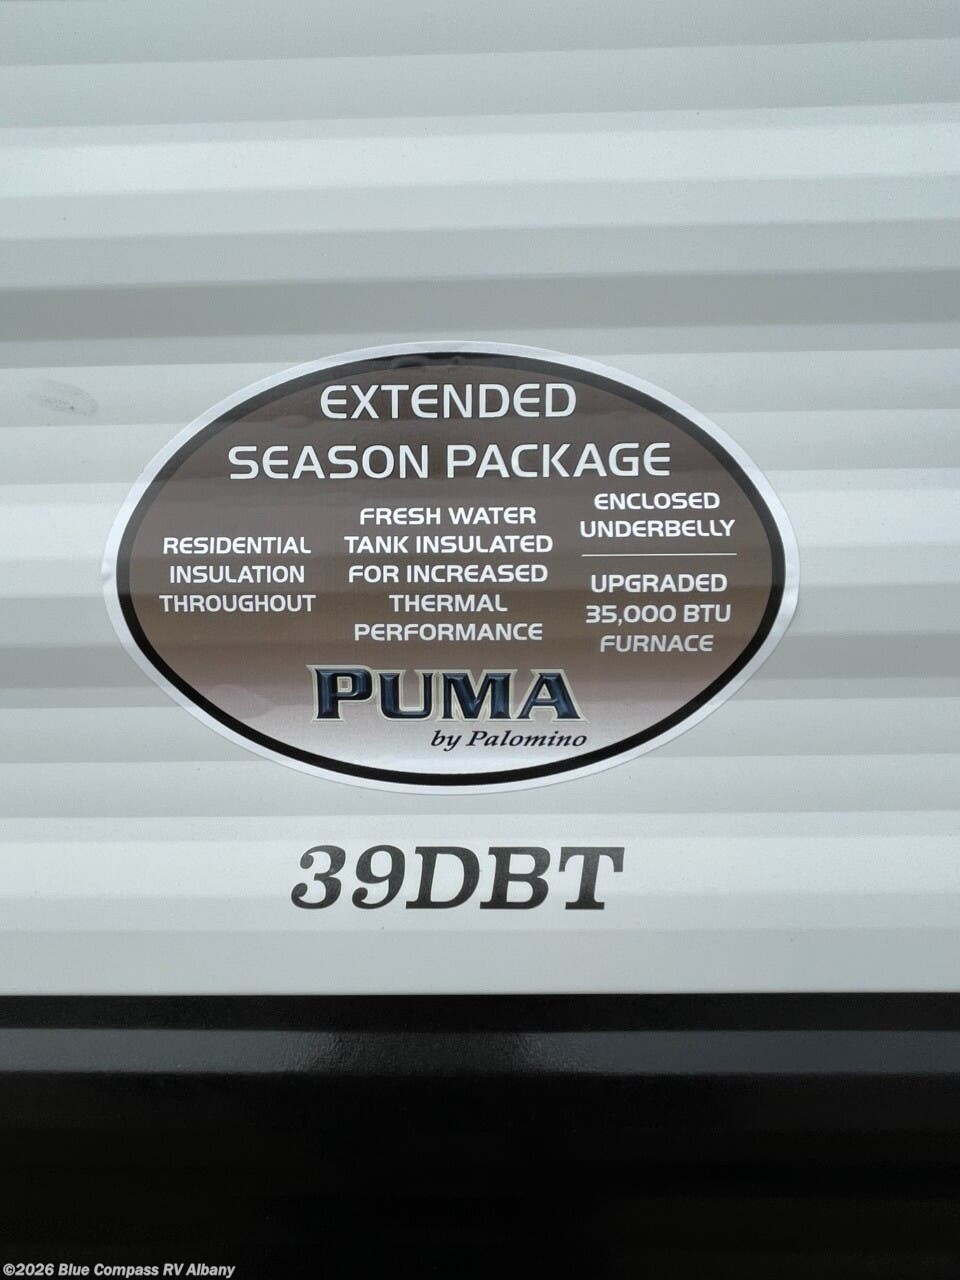 EXTENDED
SEASON PACKAGE
RESIDENTIAL
INSULATION
THROUGHOUT
FRESH WATER
TANK INSULATED
FOR INCREASED
THERMAL
PERFORMANCE
ENCLOSED
UNDERBELLY
UPGRADED
35,000 BTU
FURNACE
PUMA
by Palomino
39DBT
©2026 Blue Compass RV Albany